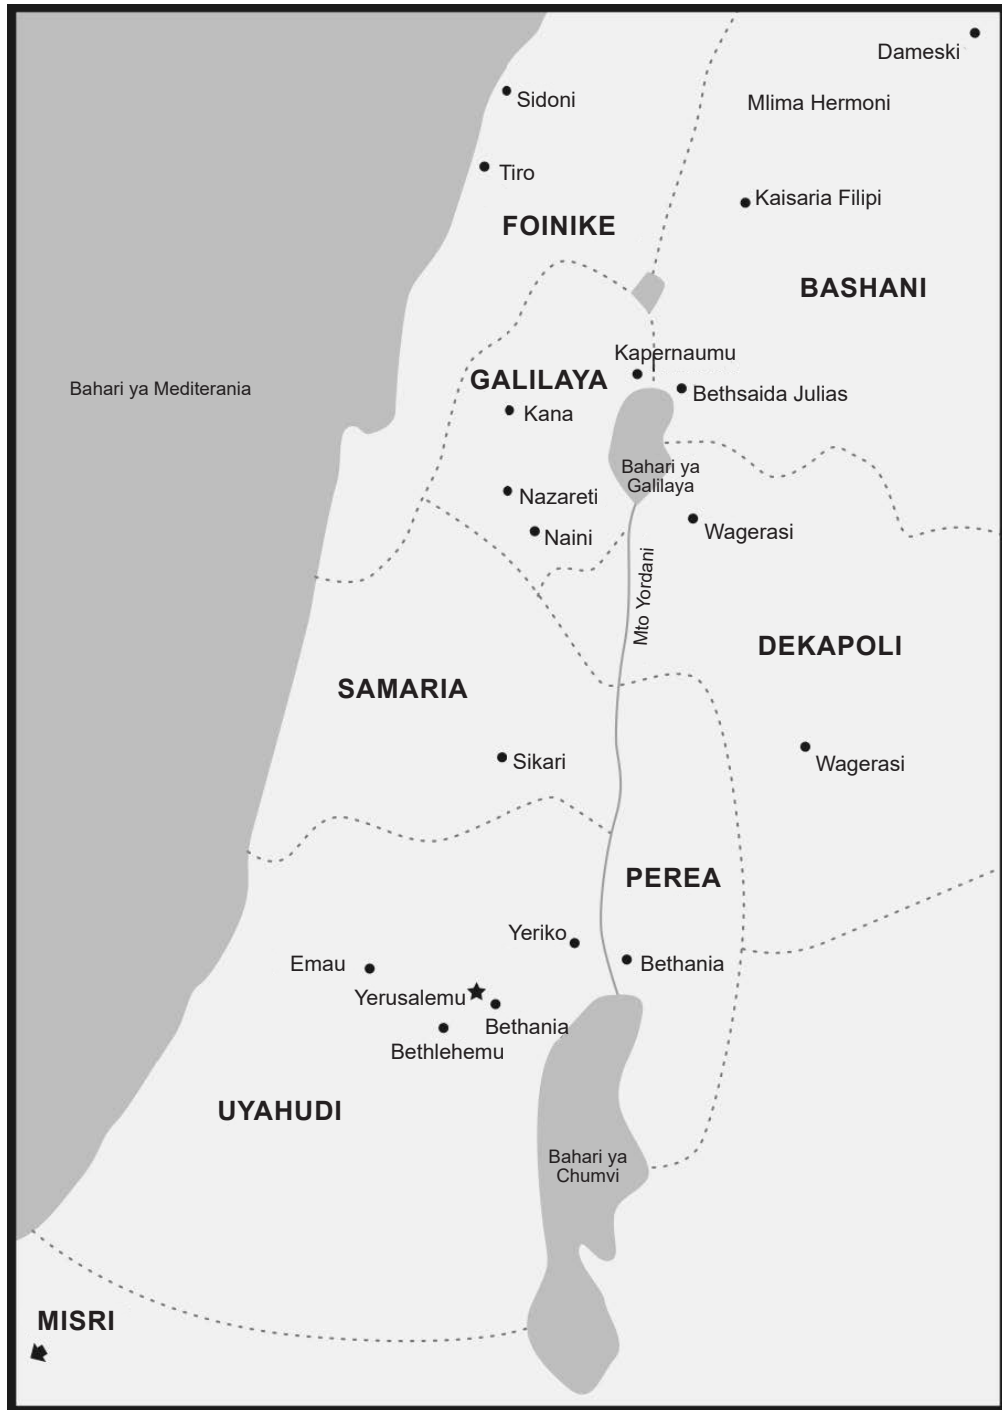 Dameski
Sidoni
Mlima Hermoni
Tiro
Kaisaria Filipi
FOINIKE
BASHANI
Kapernaumu
GALILAYA
Bahari ya Mediterania
Bethsaida Julias
Kana
Bahari ya
Galilaya
Nazareti
Wagerasi
Naini
Mto Yordani
DEKAPOLI
SAMARIA
Sikari
Wagerasi
PEREA
Yeriko
Emau
Bethania
Yerusalemu
Bethania
Bethlehemu
UYAHUDI
Bahari ya
Chumvi
MISRI